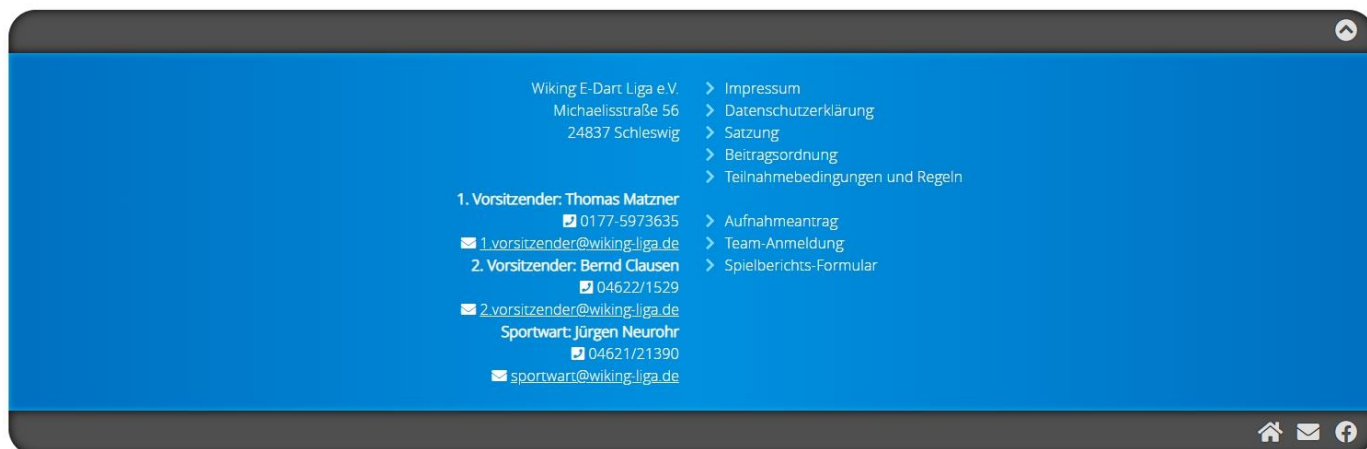 Wiking E-Dart Liga e.V.
Michaelisstraße 56
24837 Schleswig
1. Vorsitzender: Thomas Matzner
0177-5973635
1.vorsitzender@wiking-liga.de
2. Vorsitzender: Bernd Clausen
04622/1529
2.vorsitzender@wiking-liga.de
Sportwart: Jürgen Neurohr
04621/21390
sportwart@wiking-liga.de
Impressum
Datenschutzerklärung
Satzung
Beitragsordnung
Teilnahmebedingungen und Regeln
Aufnahmeantrag
Team-Anmeldung
Spielberichts-Formular